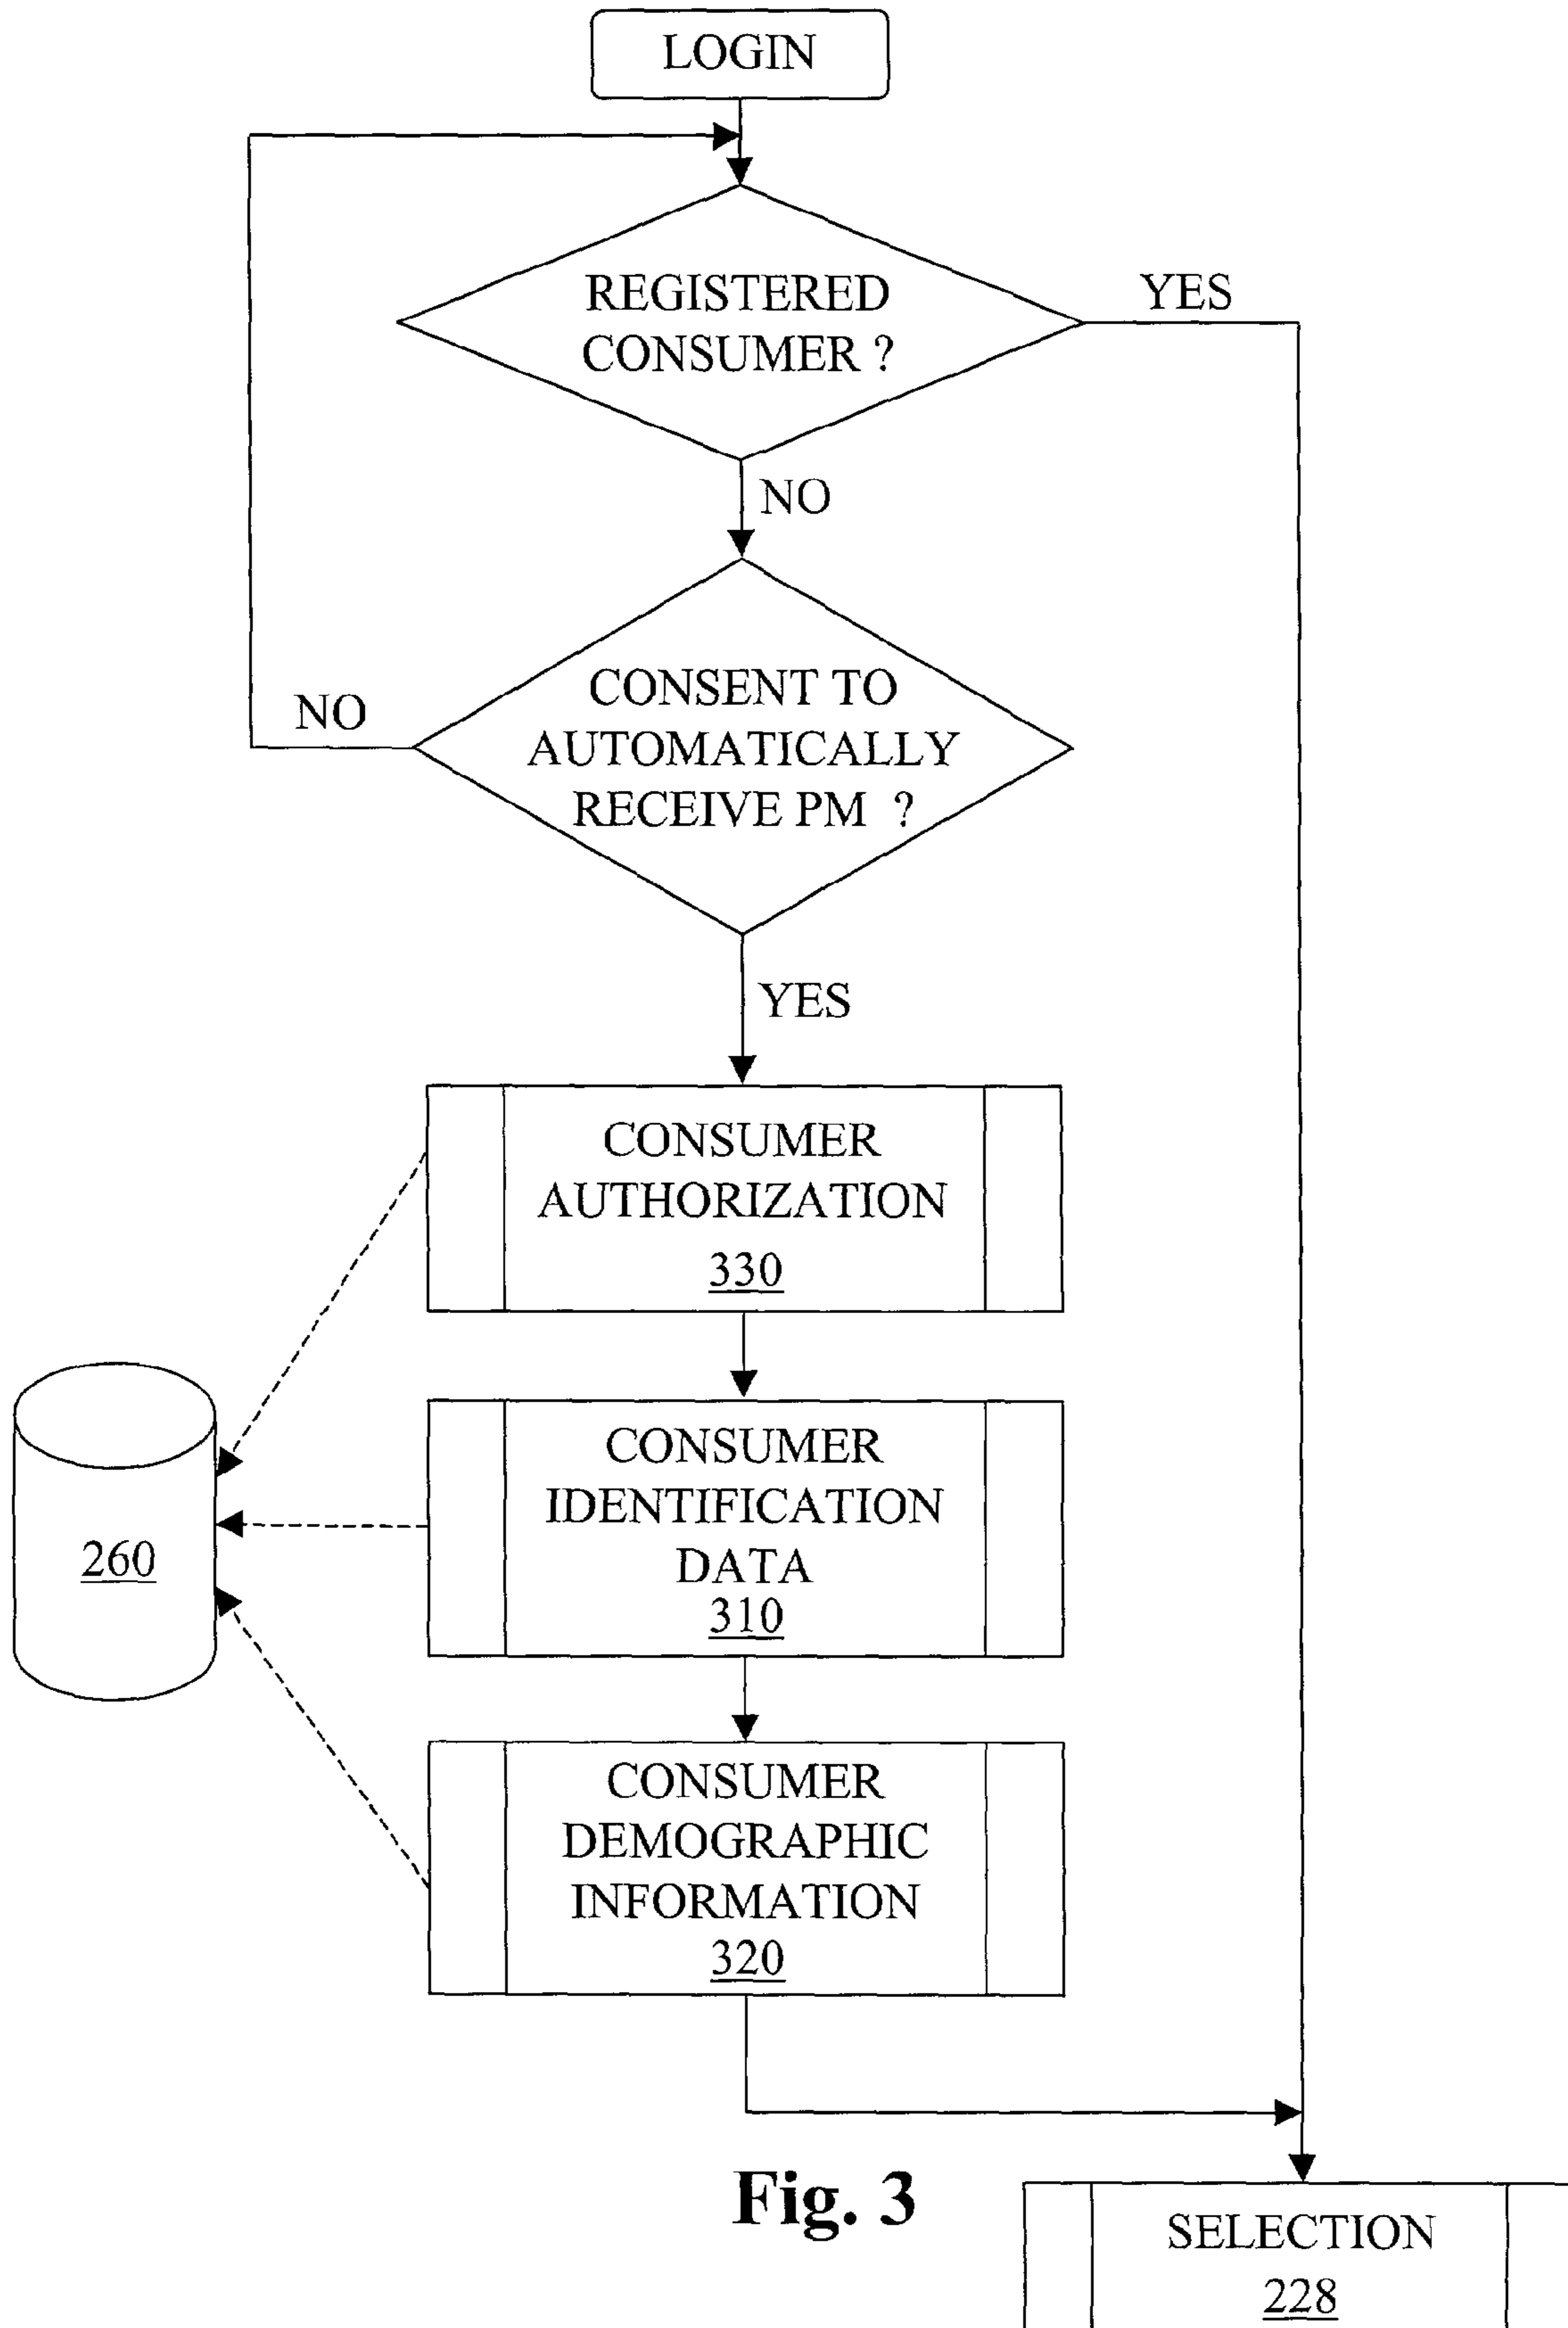 LOGIN
REGISTERED
CONSUMER ?
YES
NO
CONSENT TO
AUTOMATICALLY
RECEIVE PM ?
NO
YES
CONSUMER
AUTHORIZATION
330
CONSUMER
IDENTIFICATION
DATA
310
260
CONSUMER
DEMOGRAPHIC
INFORMATION
320
Fig. 3
SELECTION
228